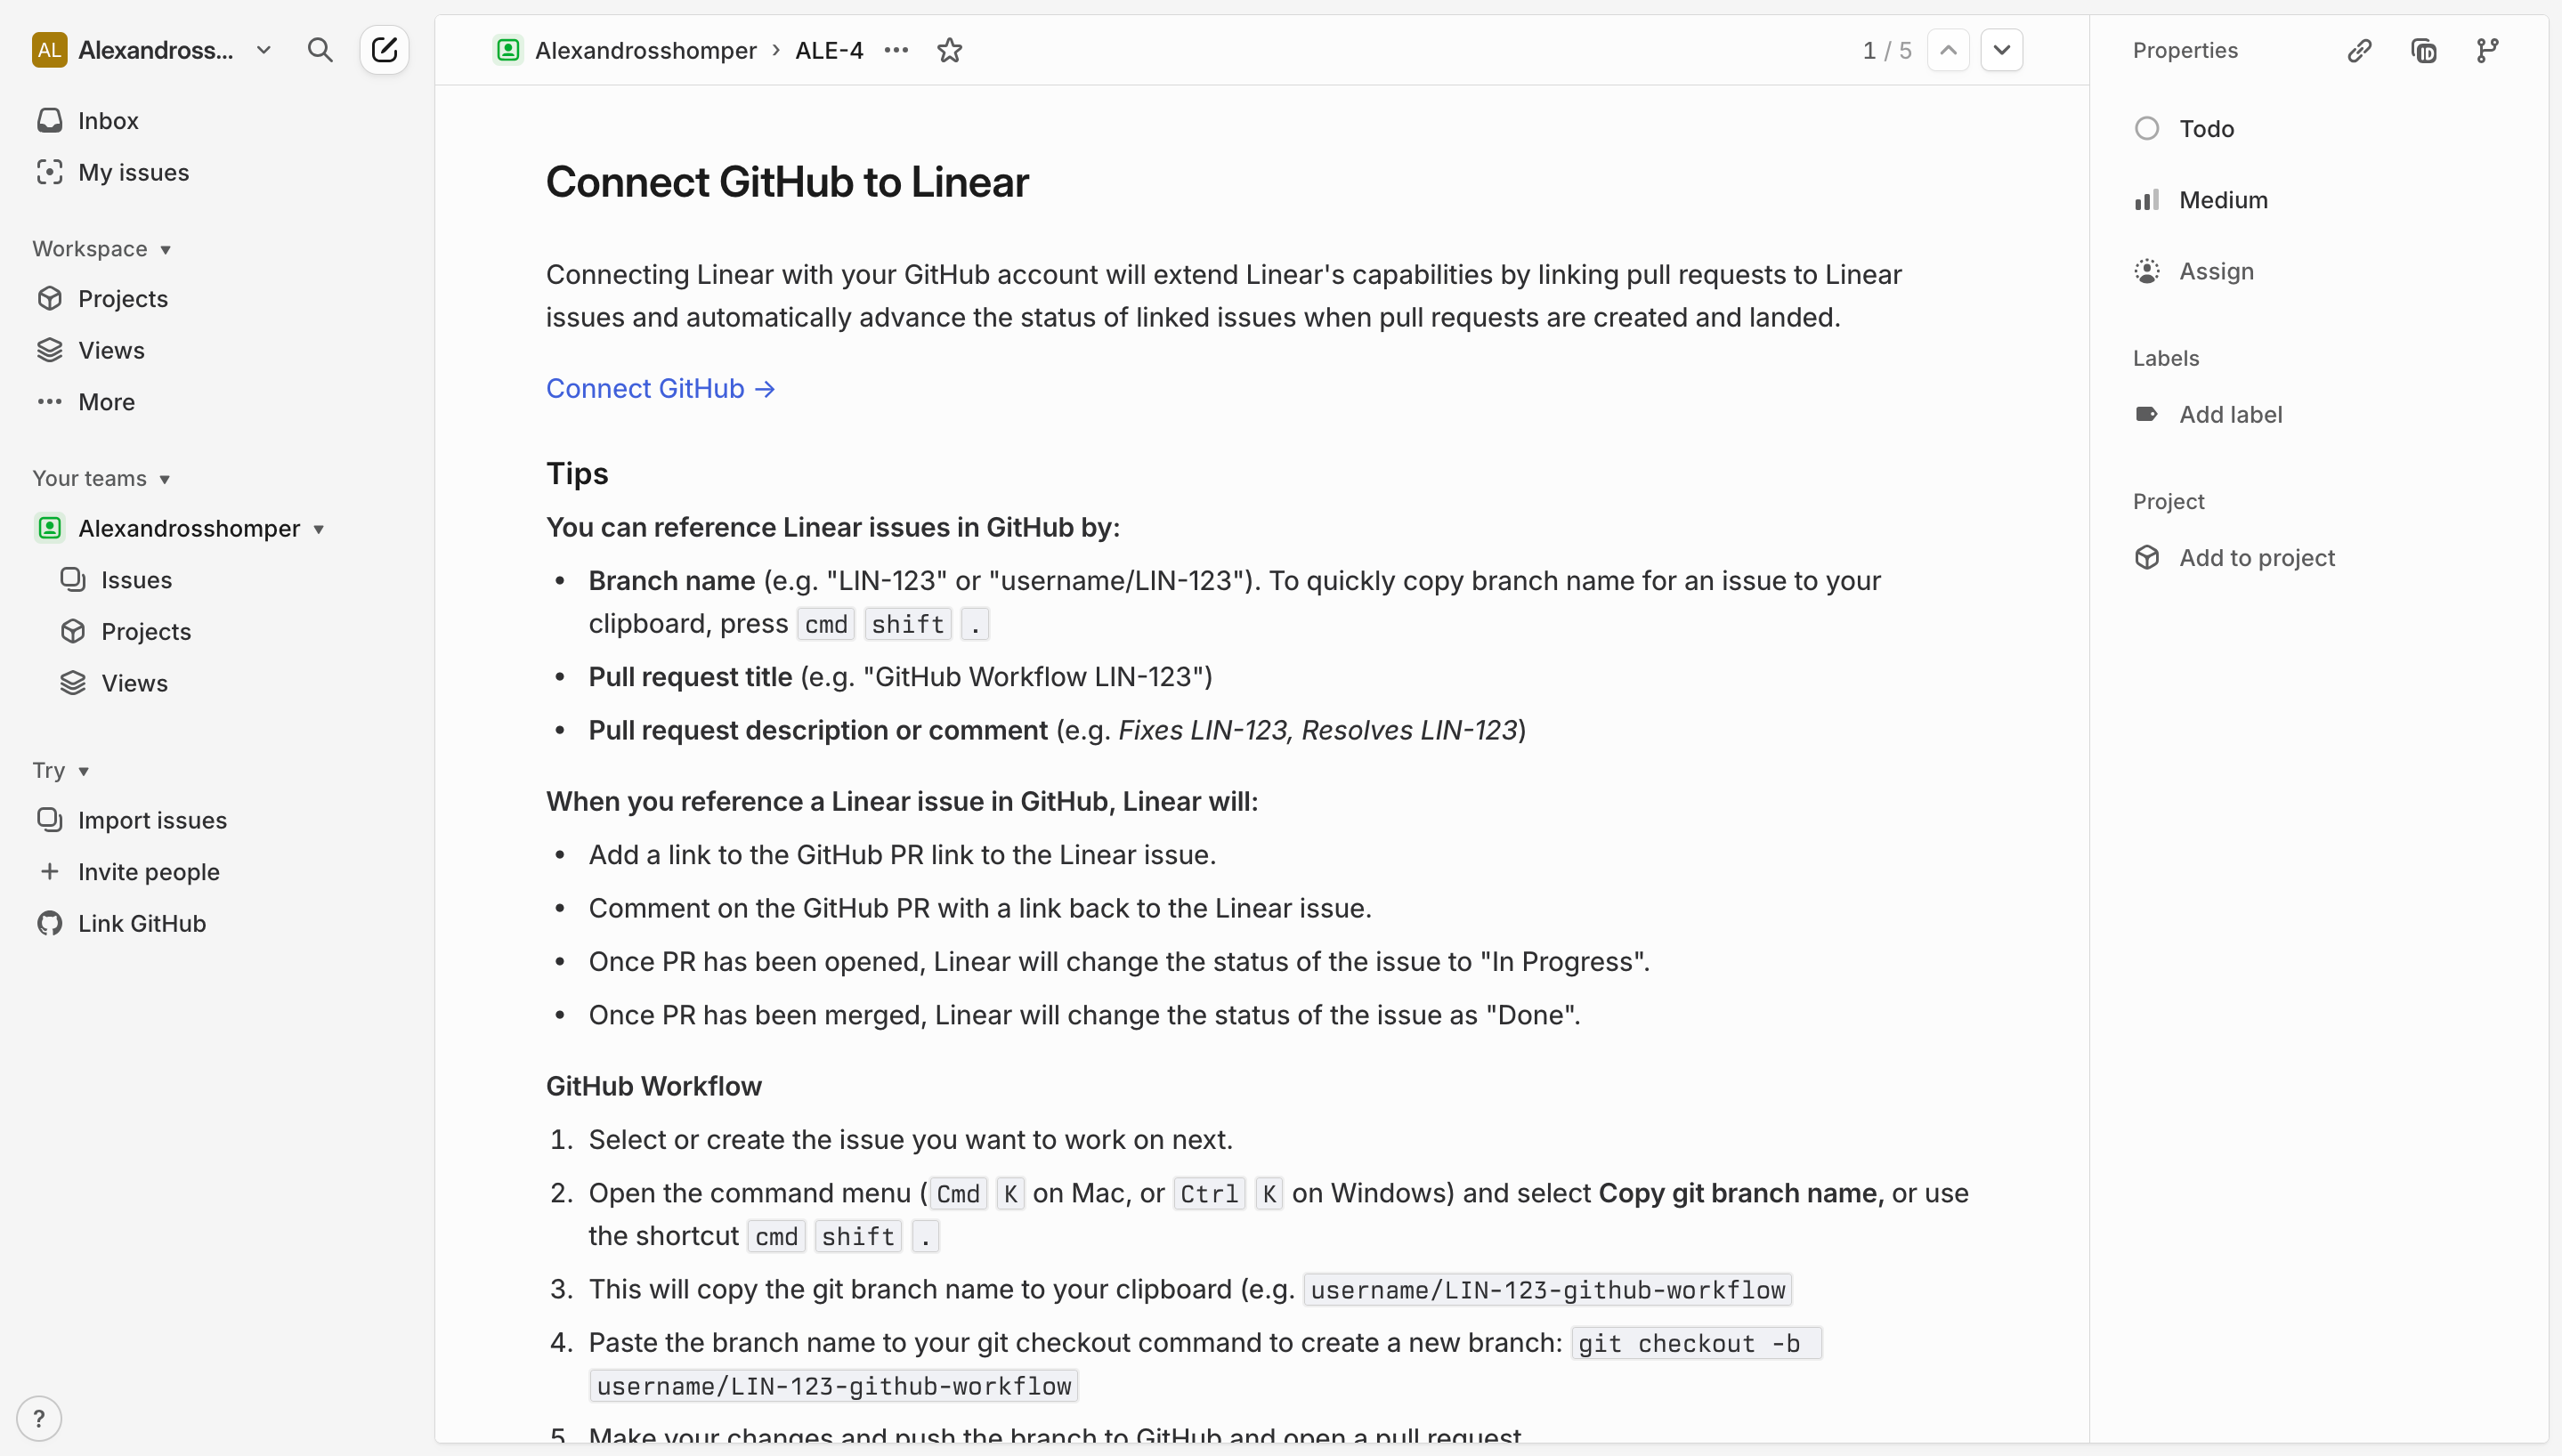 AL Alexandross...
Inbox
My issues
Workspace
Projects
Views
More
Your teams
Alexandrosshomper
Issues
Projects
Views
Try
Import issues
Invite people
Link GitHub
?
Alexandrosshomper › ALE-4
1 / 5
Connect GitHub to Linear
Connecting Linear with your GitHub account will extend Linear's capabilities by linking pull requests to Linear
issues and automatically advance the status of linked issues when pull requests are created and landed.
Connect GitHub →
Tips
You can reference Linear issues in GitHub by:
• Branch name (e.g. "LIN-123" or "username/LIN-123"). To quickly copy branch name for an issue to your
clipboard, press cmd shift .
• Pull request title (e.g. "GitHub Workflow LIN-123")
• Pull request description or comment (e.g. Fixes LIN-123, Resolves LIN-123)
When you reference a Linear issue in GitHub, Linear will:
• Add a link to the GitHub PR link to the Linear issue.
• Comment on the GitHub PR with a link back to the Linear issue.
• Once PR has been opened, Linear will change the status of the issue to "In Progress".
• Once PR has been merged, Linear will change the status of the issue as "Done".
GitHub Workflow
1. Select or create the issue you want to work on next.
2. Open the command menu (Cmd K on Mac, or Ctrl K on Windows) and select Copy git branch name, or use
the shortcut cmd shift .
3. This will copy the git branch name to your clipboard (e.g. username/LIN-123-github-workflow
4. Paste the branch name to your git checkout command to create a new branch: git checkout -b
username/LIN-123-github-workflow
5. Make your changes and push the branch to GitHub and open a pull request
Properties
ID
Todo
Medium
Assign
Labels
Add label
Project
Add to project